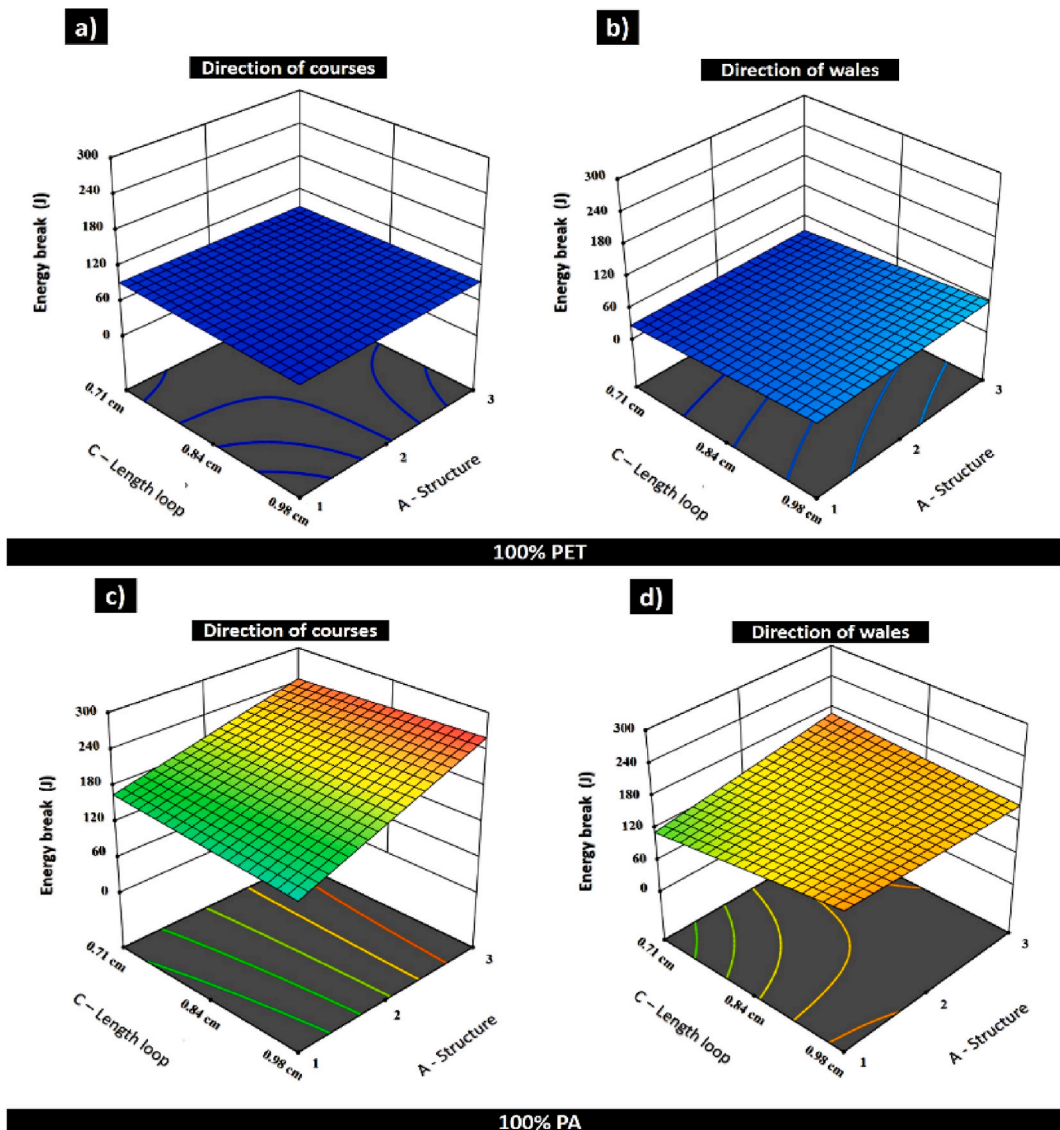 a)
Direction of courses
Energy break (J)
300
240
180
120
60
0
0.71 cm
0.84 cm
0.98 cm
C – Length loop
1
2
3
A - Structure
b)
Direction of wales
Energy break (J)
300
240
180
120
60
0
0.71 cm
0.84 cm
0.98 cm
C – Length loop
1
2
3
A - Structure
100% PET
c)
Direction of courses
Energy break (J)
300
240
180
120
60
0
0.71 cm
0.84 cm
0.98 cm
C – Length loop
1
2
3
A - Structure
d)
Direction of wales
Energy break (J)
300
240
180
120
60
0
0.71 cm
0.84 cm
0.98 cm
C – Length loop
1
2
3
A - Structure
100% PA